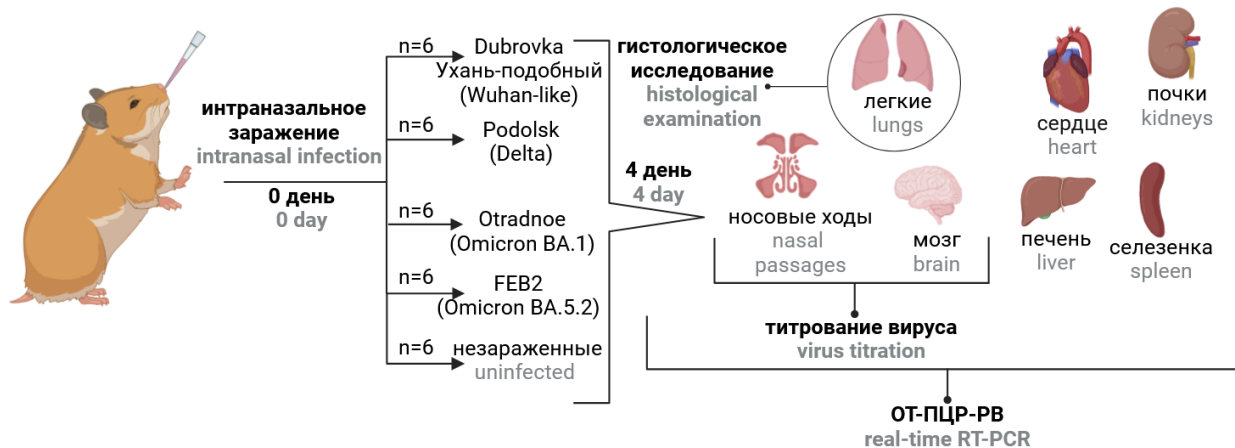 интраназальное
заражение
intranasal infection
0 день
0 day
n=6
Dubrovka
Ухань-подобный
(Wuhan-like)
n=6
Podolsk
(Delta)
n=6
Otradnoe
(Omicron BA.1)
n=6
FEB2
(Omicron BA.5.2)
n=6
незараженные
uninfected
4 день
4 day
гистологическое
исследование
histological
examination
легкие
lungs
носовые ходы
nasal
passages
мозг
brain
сердце
heart
почки
kidneys
печень
liver
селезенка
spleen
титрование вируса
virus titration
ОТ-ПЦР-РВ
real-time RT-PCR